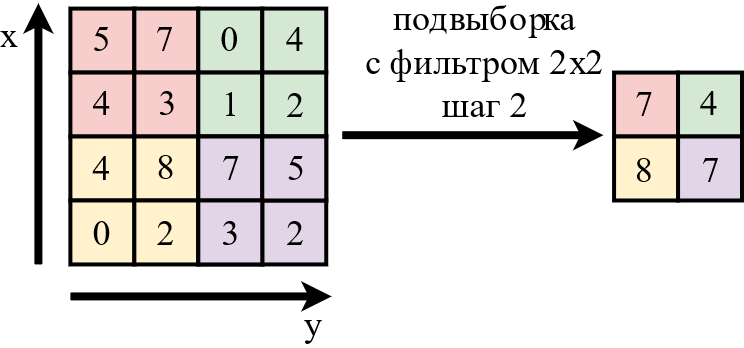 x
5 7 0 4
4 3 1 2
4 8 7 5
0 2 3 2
y
подвыборка
с фильтром 2x2
шаг 2
7 4
8 7